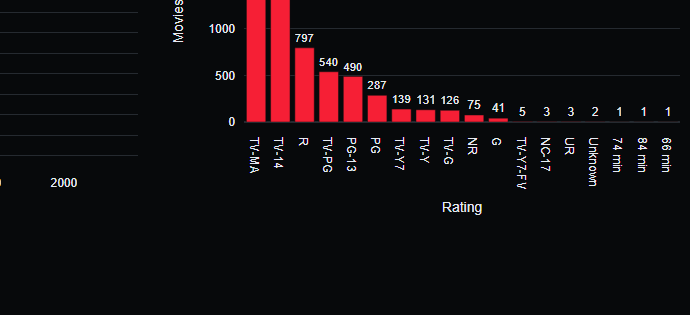 Movies
1000
500
0
797
540
490
287
139
131
126
75
41
5
3
3
2
1
1
1
TV-MA
TV-14
R
TV-PG
PG-13
PG
TV-Y7
TV-Y
TV-G
NR
G
TV-Y7-FV
NC-17
UR
Unknown
74 min
84 min
66 min
2000
Rating